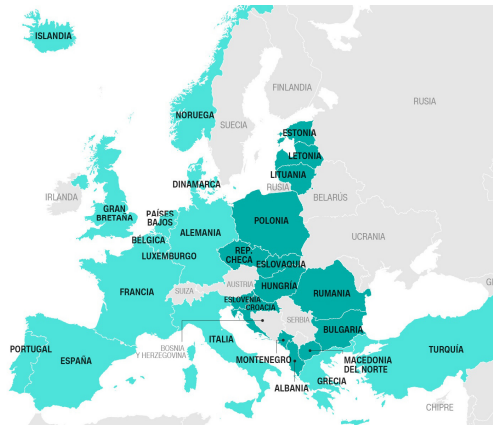 ISLANDIA
FINLANDIA
RUSIA
NORUEGA
SUECIA
ESTONIA
LETONIA
LITUANIA
DINAMARCA
RUSIA
IRLANDA
BELARÚS
GRAN
BRETAÑA
PAÍSES
BAJOS
POLONIA
ALEMANIA
UCRANIA
BÉLGICA
REP.
CHECA
LUXEMBURGO
ESLOVAQUIA
AUSTRIA
HUNGRÍA
FRANCIA
SUIZA
RUMANIA
ESLOVENIA
CROACIA
SERBIA
BULGARIA
ITALIA
BOSNIA
Y HERZEGOVINA
PORTUGAL
ESPAÑA
MONTENEGRO
MACEDONIA
DEL NORTE
TURQUÍA
ALBANIA
GRECIA
CHIPRE